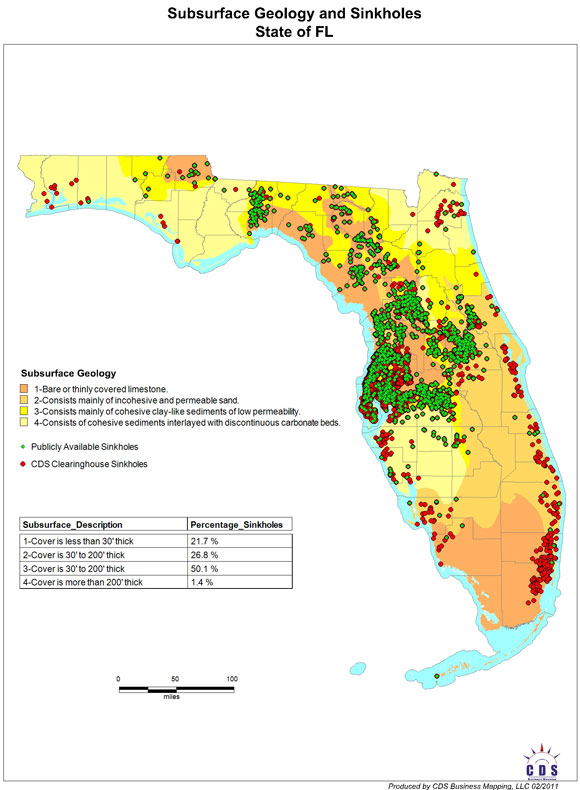 Subsurface Geology and Sinkholes
State of FL
Subsurface Geology
1-Bare or thinly covered limestone.
2-Consists mainly of incohesive and permeable sand.
3-Consists mainly of cohesive clay-like sediments of low permeability.
4-Consists of cohesive sediments interlayed with discontinuous carbonate beds.
Publicly Available Sinkholes
CDS Clearinghouse Sinkholes
Subsurface_Description Percentage_Sinkholes
1-Cover is less than 30' thick 21.7 %
2-Cover is 30' to 200' thick 26.8 %
3-Cover is 30' to 200' thick 50.1 %
4-Cover is more than 200' thick 1.4 %
0 50 100
miles
CDS
Produced by CDS Business Mapping, LLC 02/2011